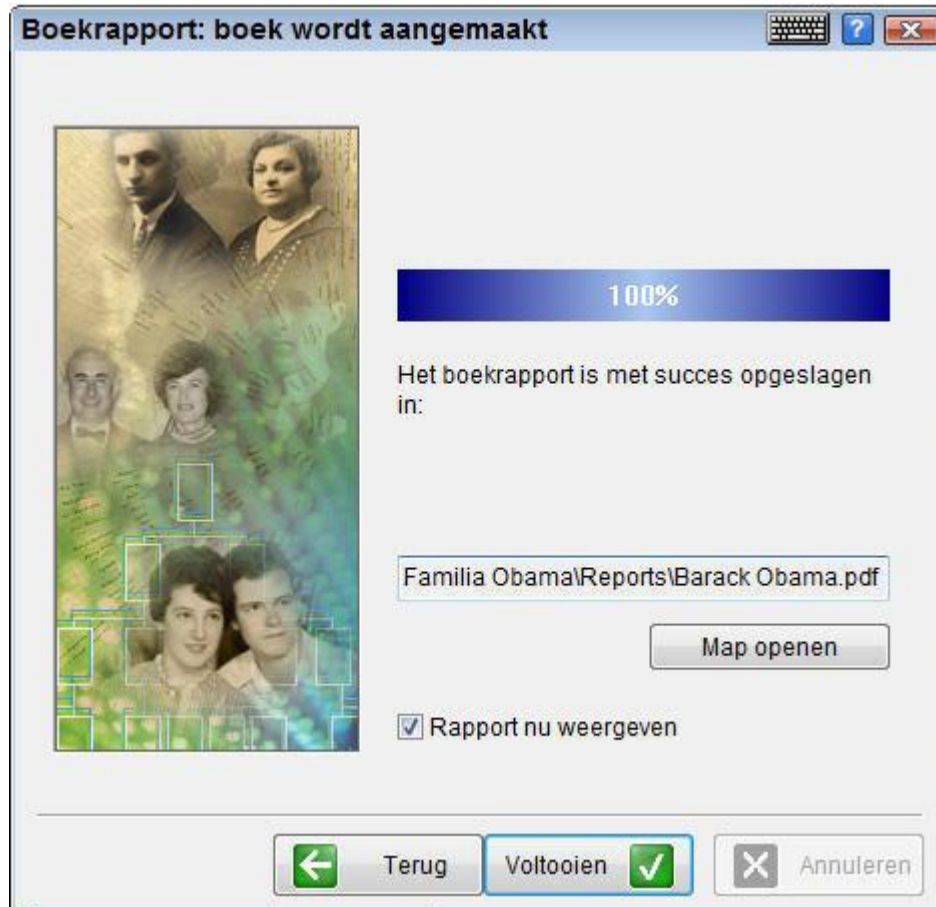 Boekrapport: boek wordt aangemaakt
?
100%
Het boekrapport is met succes opgeslagen
in:
Familia Obama\Reports\Barack Obama.pdf
Map openen
Rapport nu weergeven
Terug
Voltooien
Annuleren